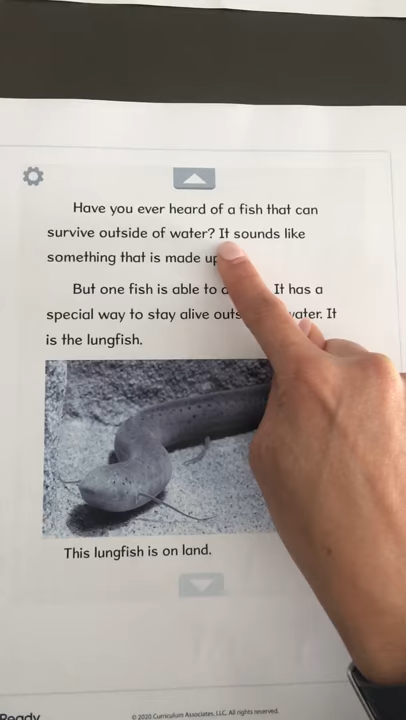 Have you ever heard of a fish that can
survive outside of water? It sounds like
something that is made up
But one fish is able to It has a
special way to stay alive water. It
is the lungfish.
This lungfish is on land.
Ready
© 2020 Curriculum Associates, LLC. All rights reserved.